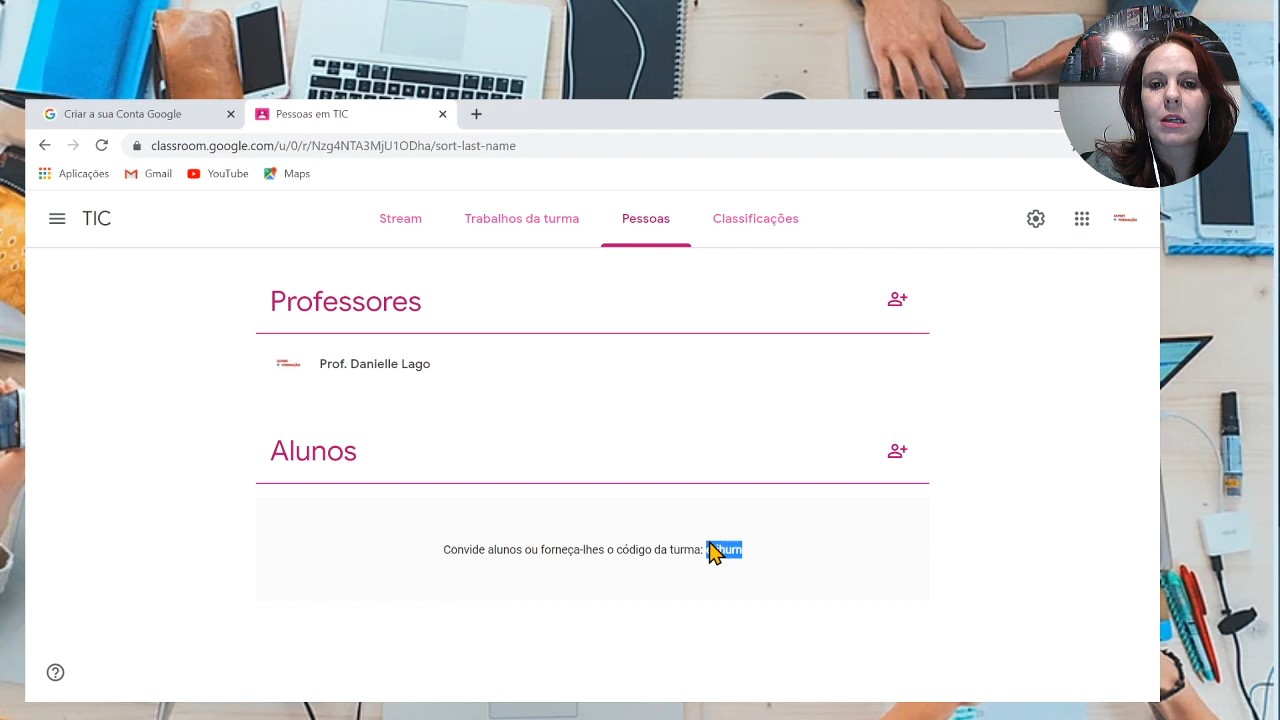 Criar a sua Conta Google
Pessoas em TIC
classroom.google.com/u/0/r/Nzg4NTA3MjU1ODha/sort-last-name
Aplicações Gmail YouTube Maps
TIC
Stream Trabalhos da turma Pessoas Classificações
Professores
Prof. Danielle Lago
Alunos
Convide alunos ou forneça-lhes o código da turma: